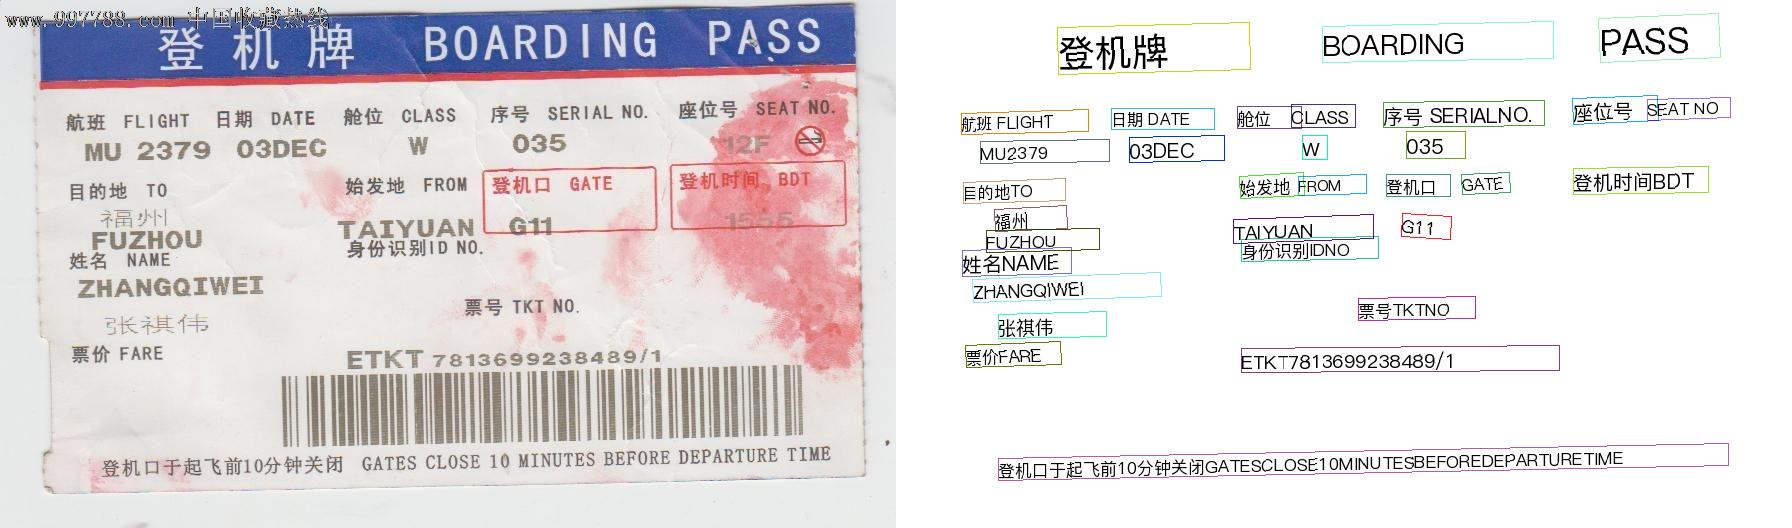 www.997788.com 中国收藏热线
登机牌 BOARDING PASS
航班 FLIGHT 日期 DATE 舱位 CLASS 序号 SERIAL NO. 座位号 SEAT NO.
MU 2379 03DEC W 035 12F
目的地 TO 始发地 FROM 登机口 GATE 登机时间 BDT
福州
FUZHOU TAIYUAN G11
姓名 NAME 身份识别ID NO.
ZHANGQIWEI
票号 TKT NO.
张祺伟
票价 FARE
ETKT 7813699238489/1
登机口于起飞前10分钟关闭 GATES CLOSE 10 MINUTES BEFORE DEPARTURE TIME
登机牌 BOARDING PASS
航班 FLIGHT 日期 DATE 舱位 CLASS 序号 SERIALNO. 座位号 SEAT NO
MU2379 03DEC W 035
目的地TO 始发地 FROM 登机口 GATE 登机时间BDT
福州
FUZHOU TAIYUAN G11
姓名NAME 身份识别IDNO
ZHANGQIWEI
票号TKTNO
张祺伟
票价FARE
ETKT7813699238489/1
登机口于起飞前10分钟关闭GATESCLOSE10MINUTESBEFOREDEPARTURETIME